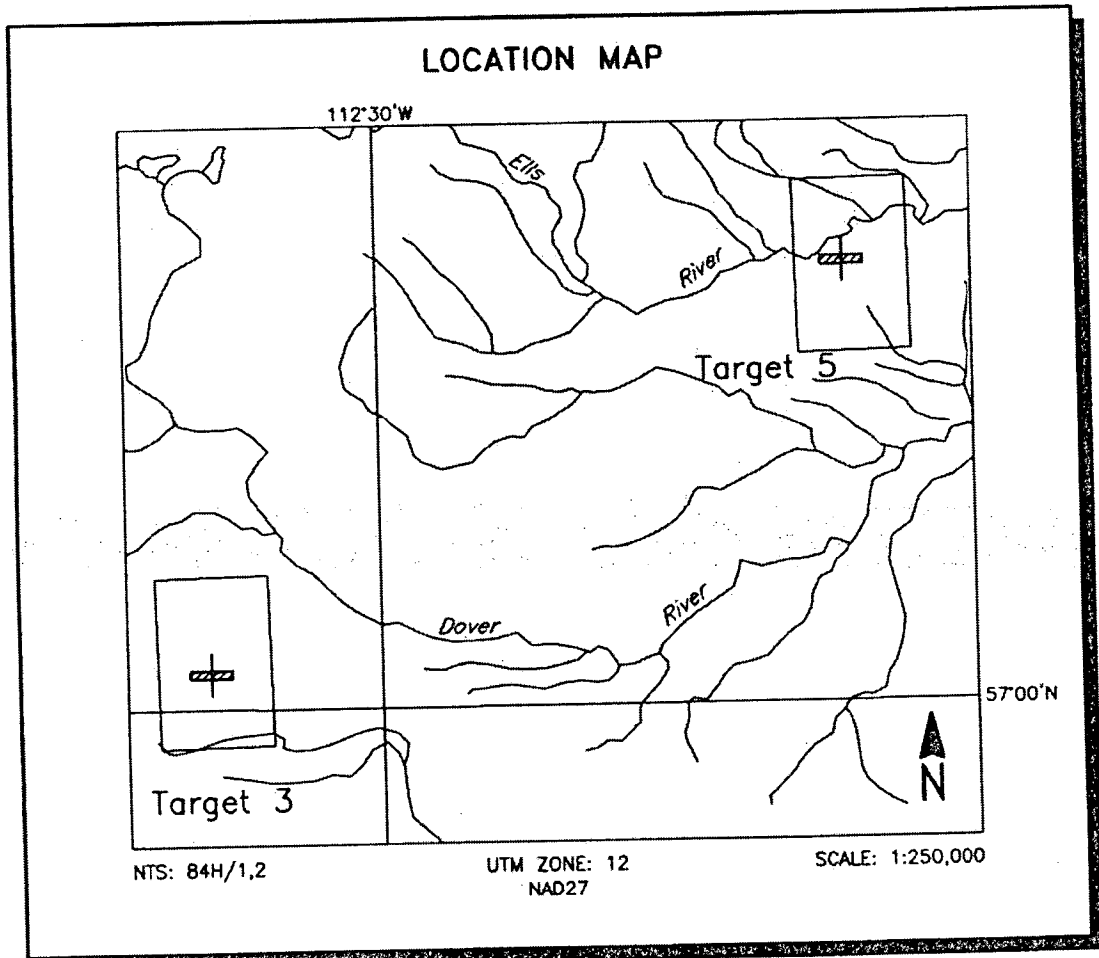 LOCATION MAP
112°30'W
Ellis
River
Target 5
Dover
River
57°00'N
N
Target 3
NTS: 84H/1,2
UTM ZONE: 12
NAD27
SCALE: 1:250,000